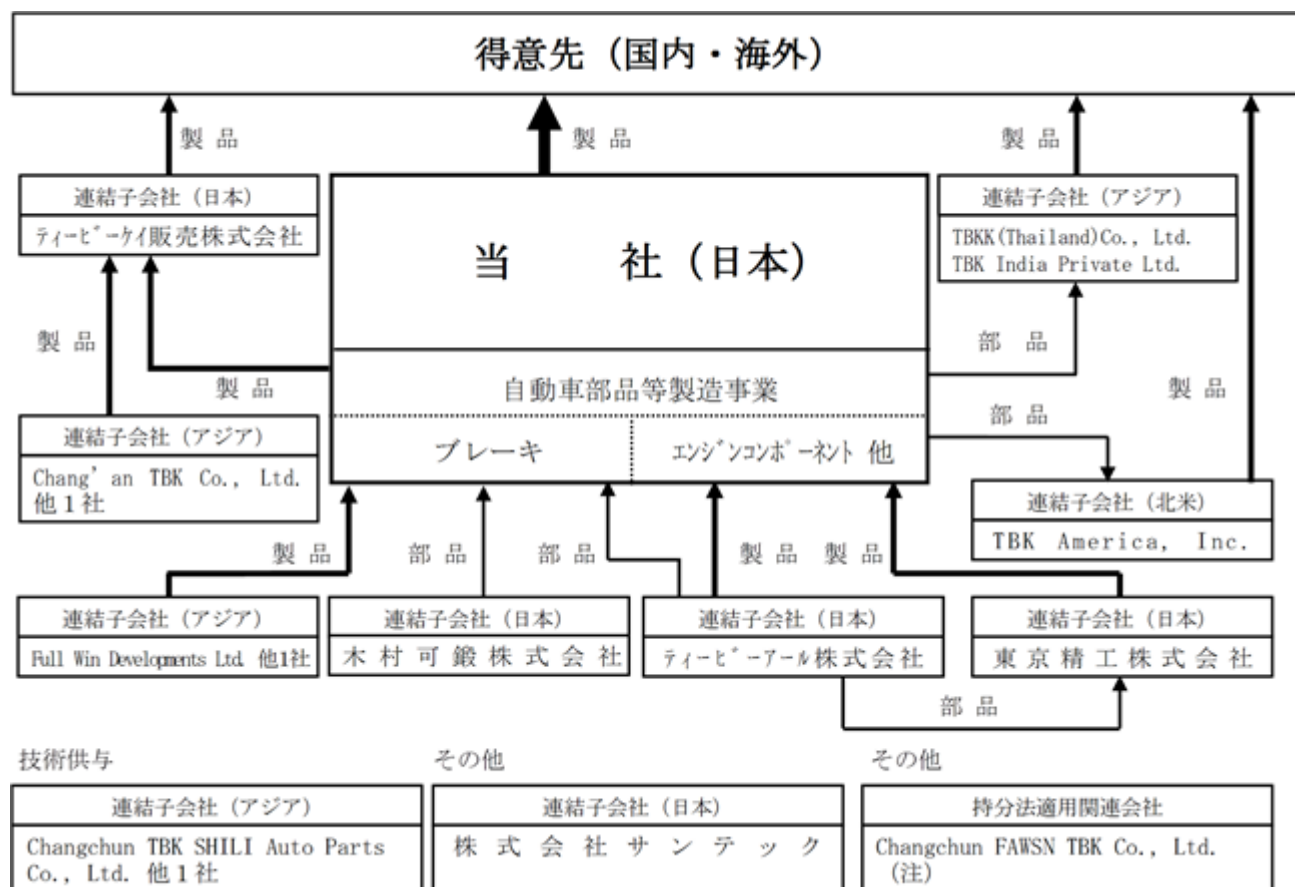 得意先（国内・海外）
製 品
製 品
製 品
連結子会社（日本）
ﾃｨｰﾋﾞｰｹｲ販売株式会社
当　社（日本）
連結子会社（アジア）
TBKK(Thailand)Co., Ltd.
TBK India Private Ltd.
製 品
製 品
部 品
製 品
自動車部品等製造事業
部 品
ブレーキ
ｴﾝｼﾞﾝｺﾝﾎﾟｰﾈﾝﾄ 他
連結子会社（アジア）
Chang’an TBK Co., Ltd.
他１社
連結子会社（北米）
TBK America, Inc.
製 品
部 品
部 品
製 品
製 品
連結子会社（アジア）
Full Win Developments Ltd. 他1社
連結子会社（日本）
木村可鍛株式会社
連結子会社（日本）
ﾃｨｰﾋﾞｰｱｰﾙ株式会社
連結子会社（日本）
東京精工株式会社
部 品
技術供与
連結子会社（アジア）
Changchun TBK SHILI Auto Parts
Co., Ltd. 他１社
その他
連結子会社（日本）
株式会社サンテック
その他
持分法適用関連会社
Changchun FAWSN TBK Co., Ltd.
（注）